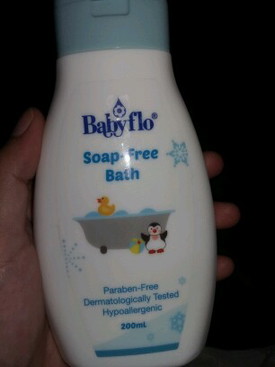 Babyflo®
Soap-Free
Bath
Paraben-Free
Dermatologically Tested
Hypoallergenic
200mL